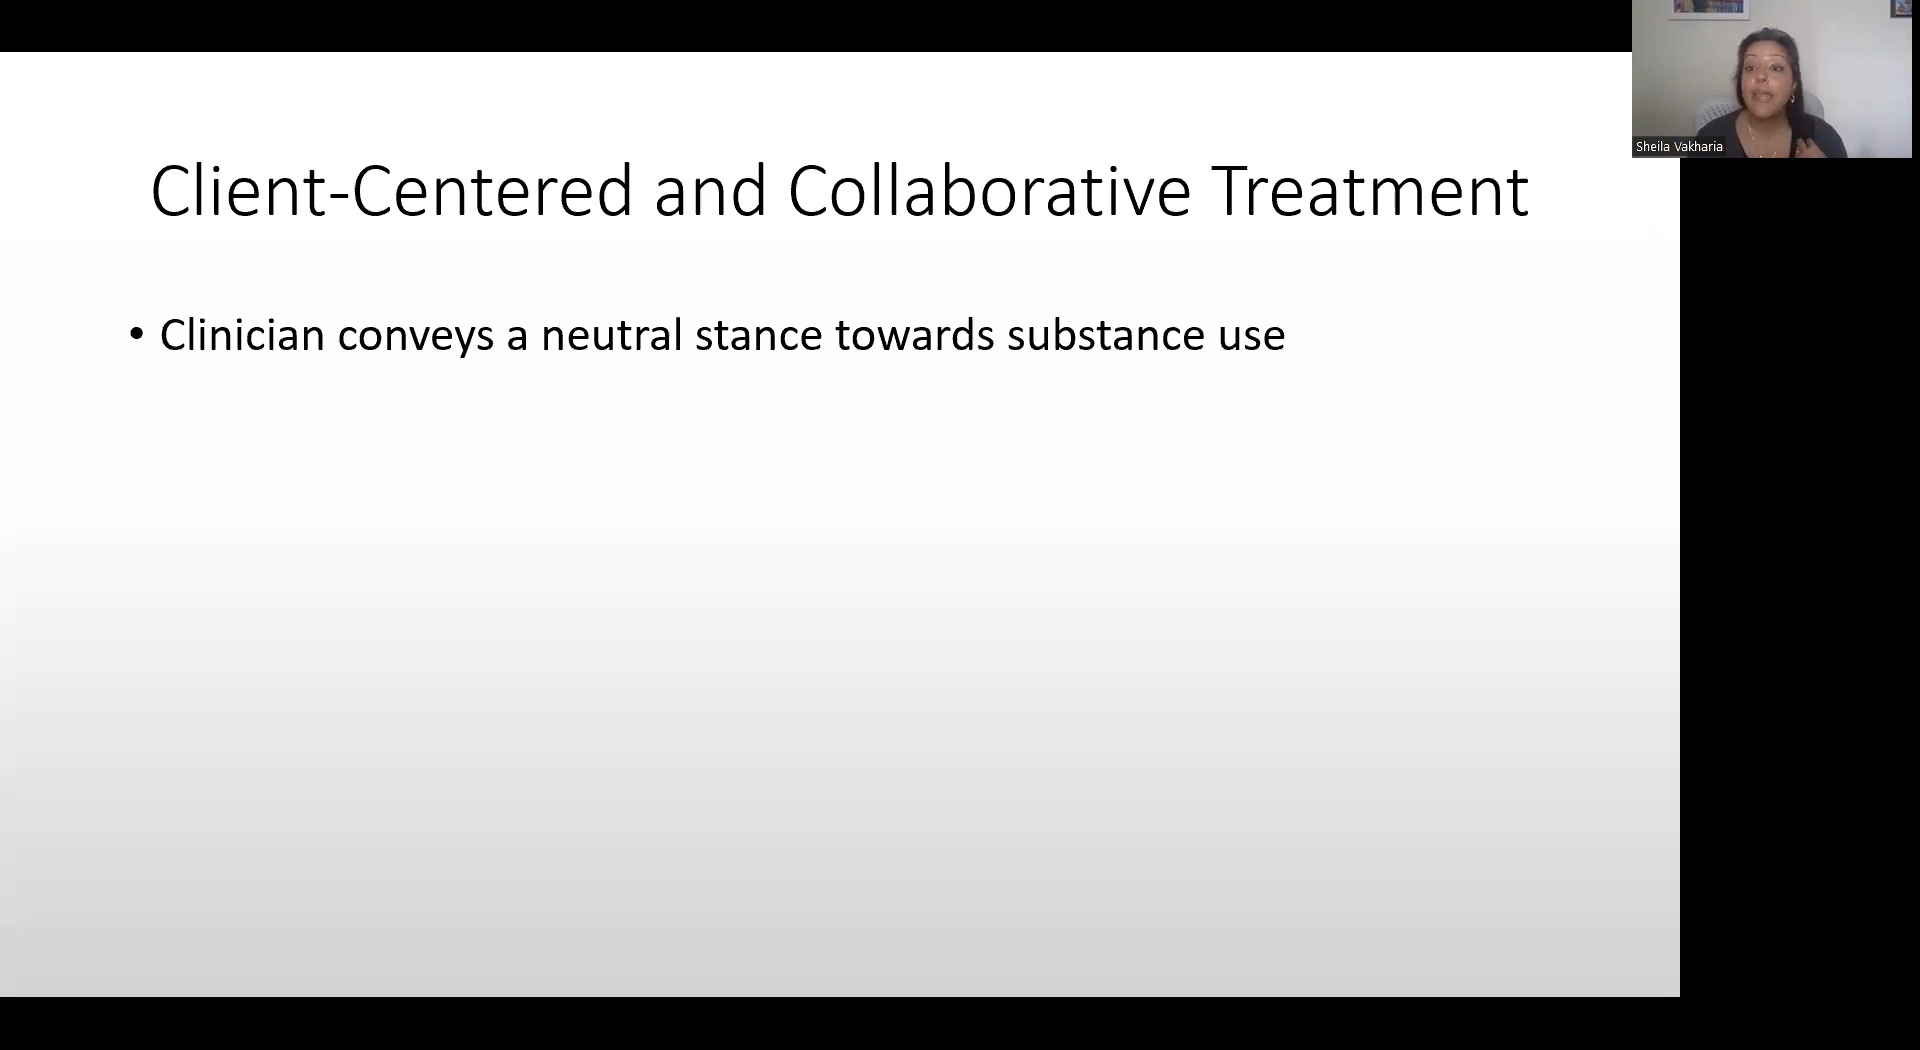 Client-Centered and Collaborative Treatment
• Clinician conveys a neutral stance towards substance use
Sheila Vakharia